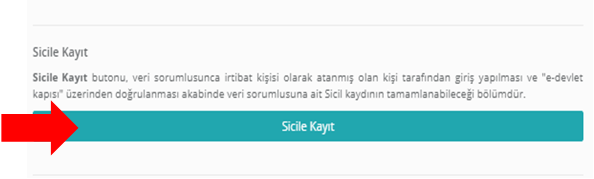 Sicile Kayıt
Sicile Kayıt butonu, veri sorumlusunca irtibat kişisi olarak atanmış olan kişi tarafından giriş yapılması ve "e-devlet
kapısı" üzerinden doğrulanması akabinde veri sorumlusuna ait Sicil kaydının tamamlanabileceği bölümdür.
Sicile Kayıt